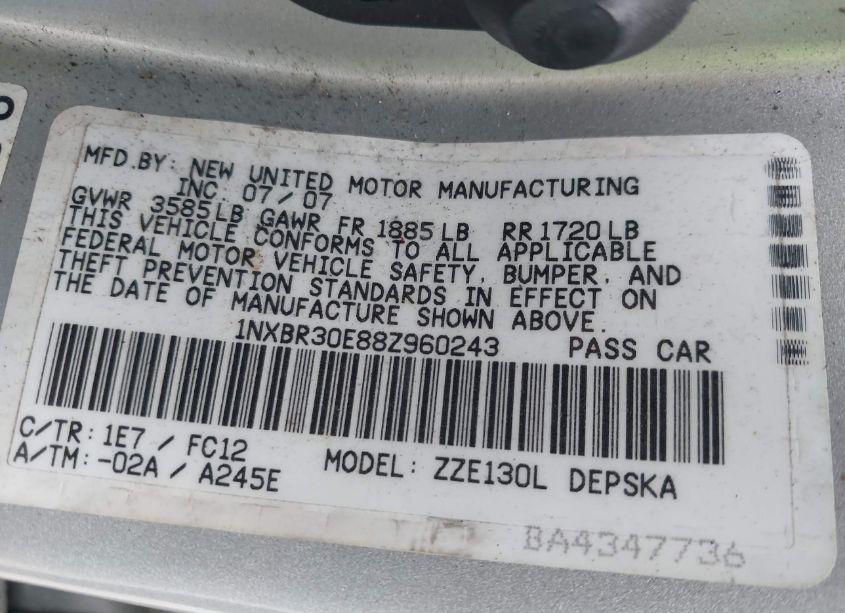 MFD.BY: NEW UNITED MOTOR MANUFACTURING
INC. 07/07
GVWR 3585LB GAWR FR 1885LB RR1720LB
THIS VEHICLE CONFORMS TO ALL APPLICABLE
FEDERAL MOTOR VEHICLE SAFETY, BUMPER, AND
THEFT PREVENTION STANDARDS IN EFFECT ON
THE DATE OF MANUFACTURE SHOWN ABOVE.
1NXBR30E88Z960243 PASS CAR
C/TR: 1E7 / FC12
A/TM: -02A / A245E
MODEL: ZZE130L DEPSKA
BA4347736